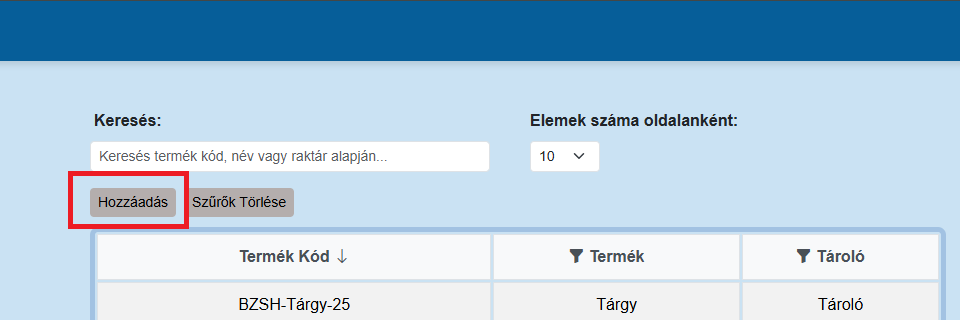 Keresés:
Elemek száma oldalanként:
Keresés termék kód, név vagy raktár alapján...
10
Hozzáadás
Szűrők Törlése
Termék Kód
Termék
Tároló
BZSH-Tárgy-25
Tárgy
Tároló